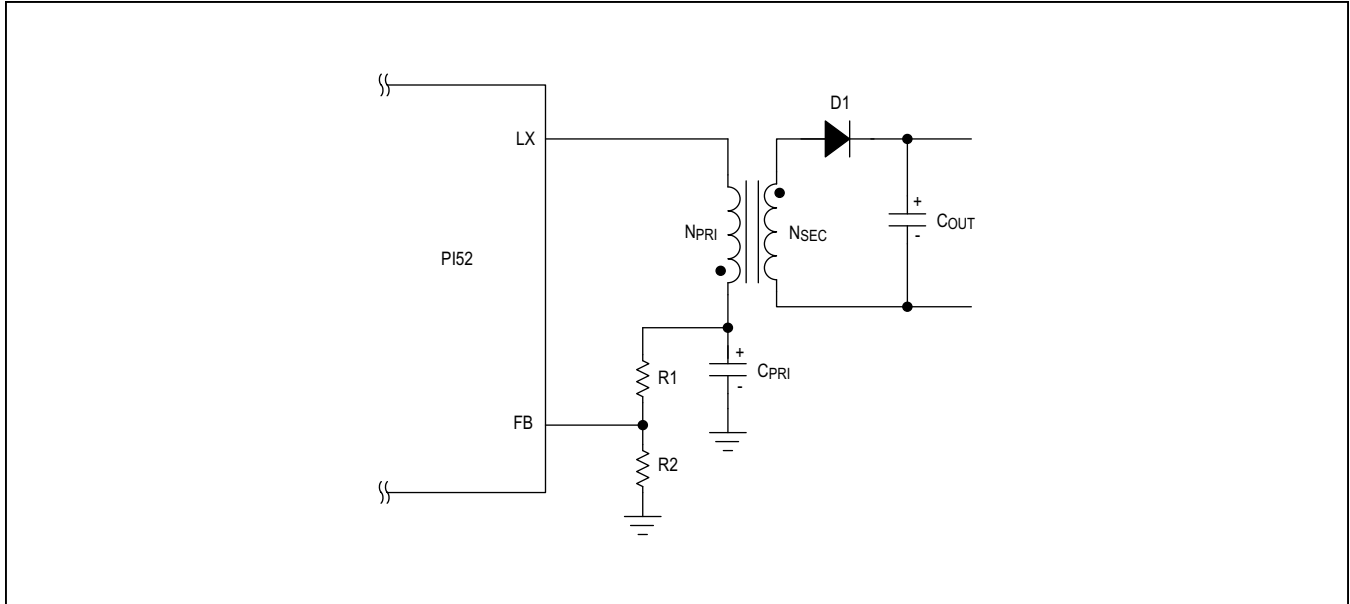 D1
LX
+
NPRI
NSEC
COUT
-
PI52
+
R1
CPRI
-
FB
R2